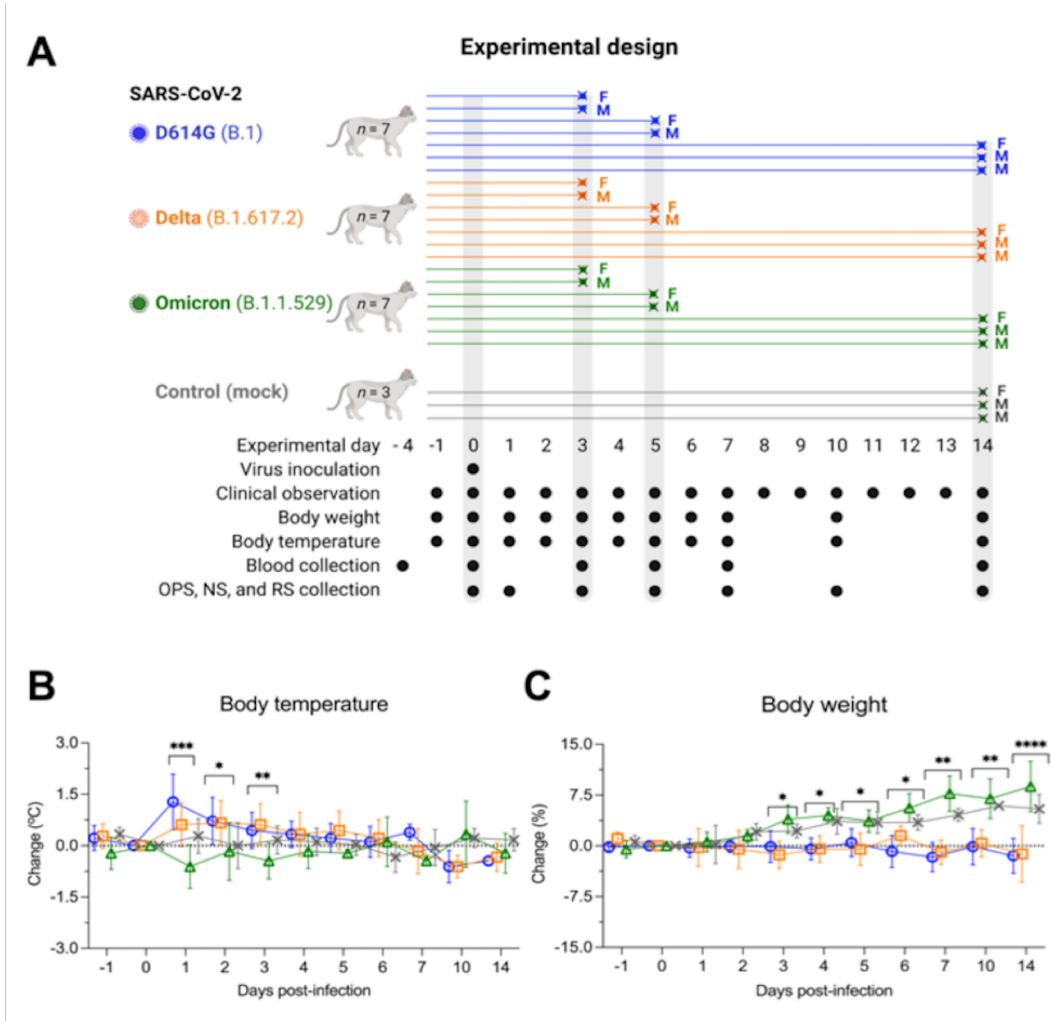 A
Experimental design
SARS-CoV-2
D614G (B.1)
n = 7
F
M
F
M
F
M
M
Delta (B.1.617.2)
n = 7
F
M
F
M
F
M
M
Omicron (B.1.1.529)
n = 7
F
M
F
M
F
M
M
Control (mock)
n = 3
F
M
M
Experimental day - 4 -1 0 1 2 3 4 5 6 7 8 9 10 11 12 13 14
Virus inoculation
Clinical observation
Body weight
Body temperature
Blood collection
OPS, NS, and RS collection
B
Body temperature
Change (ºC)
3.0
1.5
0.0
-1.5
-3.0
*** * **
-1 0 1 2 3 4 5 6 7 10 14
Days post-infection
C
Body weight
Change (%)
15.0
7.5
0.0
-7.5
-15.0
* * * * ** ** ****
-1 0 1 2 3 4 5 6 7 10 14
Days post-infection